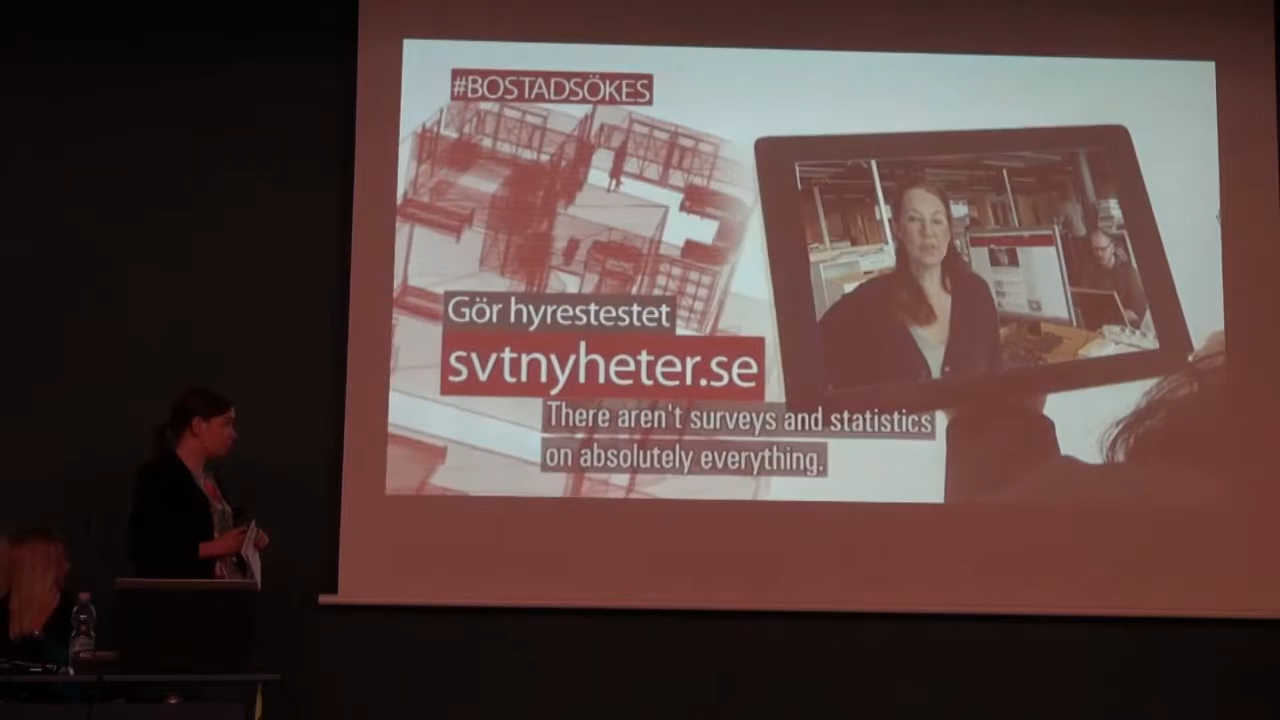 #BOSTADSÖKES
Gör hyrestestet
svtnyheter.se
There aren't surveys and statistics
on absolutely everything.